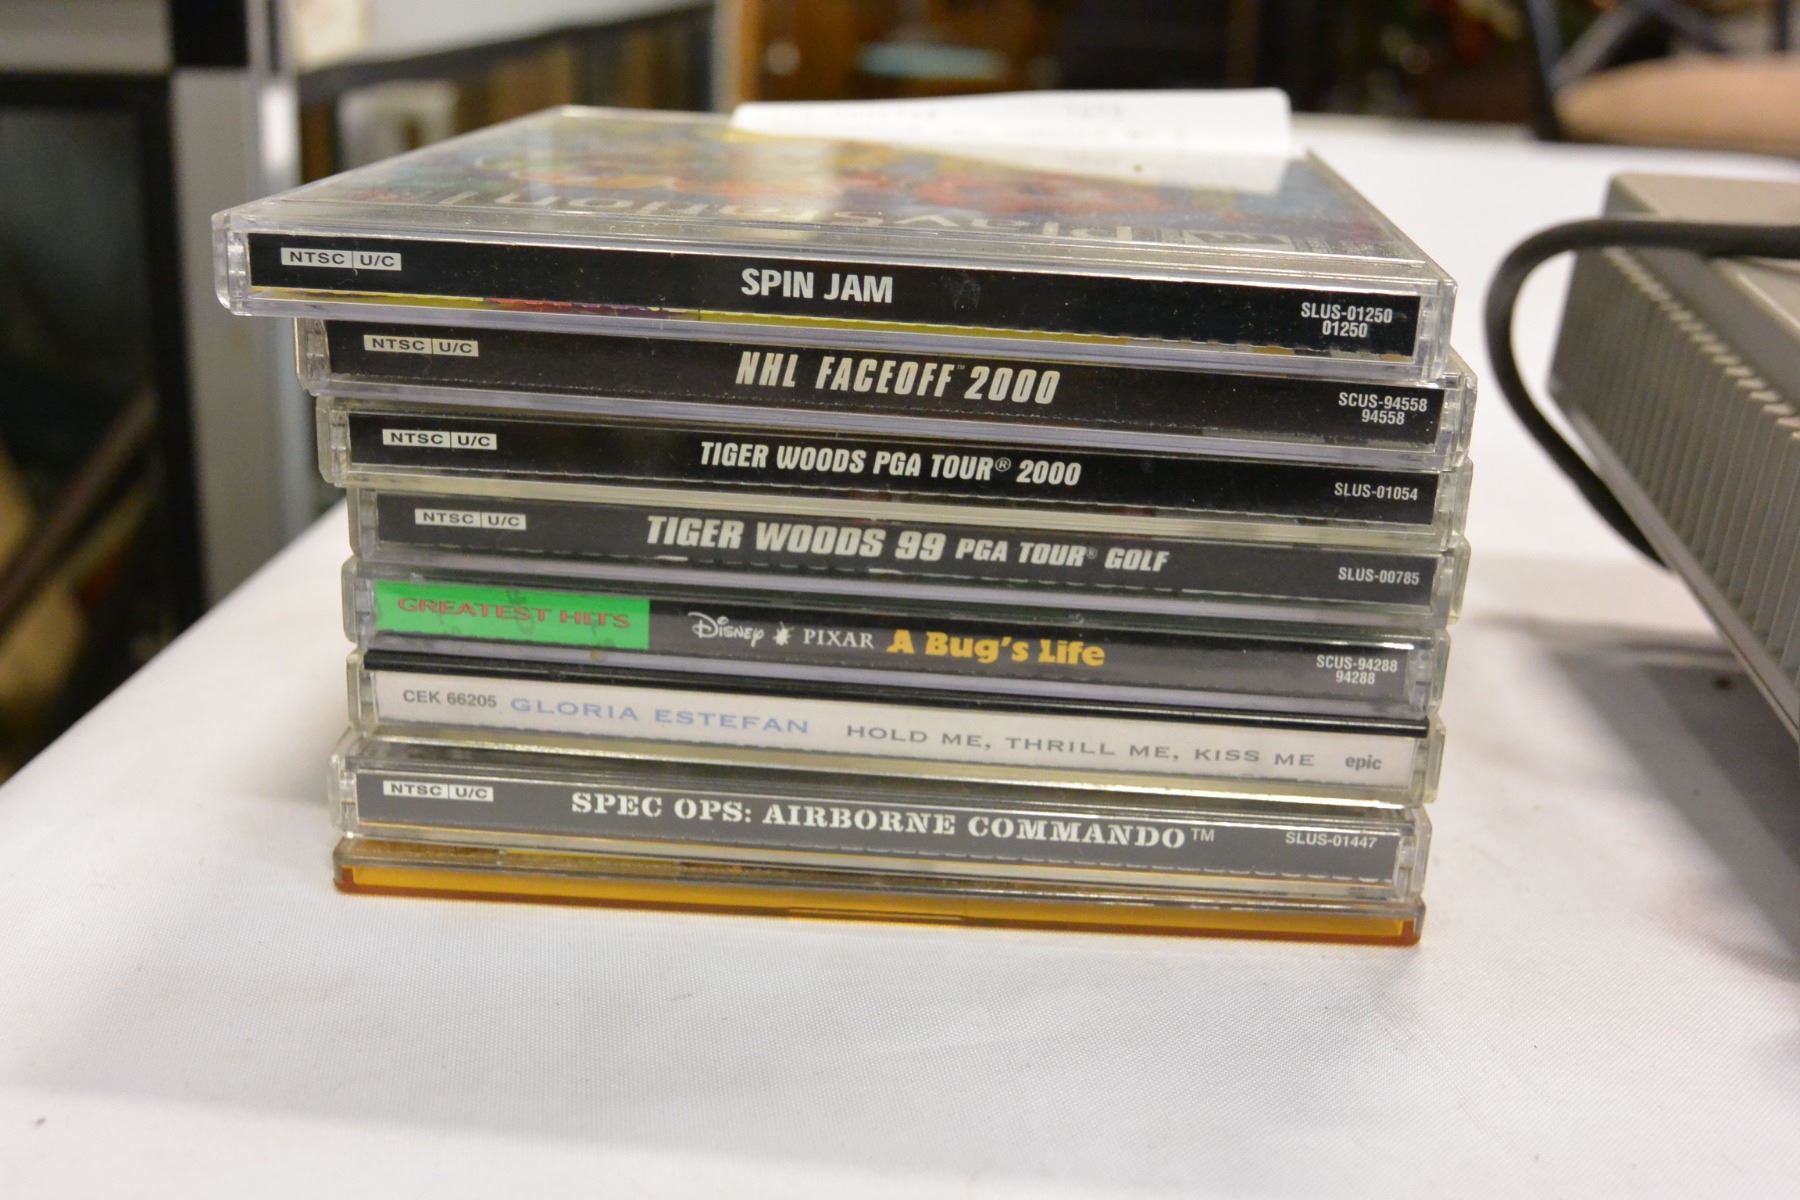 PlayStation
NTSC U/C SPIN JAM SLUS-01250
01250
NTSC U/C NHL FACEOFF™ 2000 SCUS-94558
94558
NTSC U/C TIGER WOODS PGA TOUR® 2000 SLUS-01054
NTSC U/C TIGER WOODS 99 PGA TOUR® GOLF SLUS-00785
GREATEST HITS Disney PIXAR A Bug's Life SCUS-94288
94288
CEK 66205 GLORIA ESTEFAN HOLD ME, THRILL ME, KISS ME epic
NTSC U/C SPEC OPS: AIRBORNE COMMANDO™ SLUS-01447